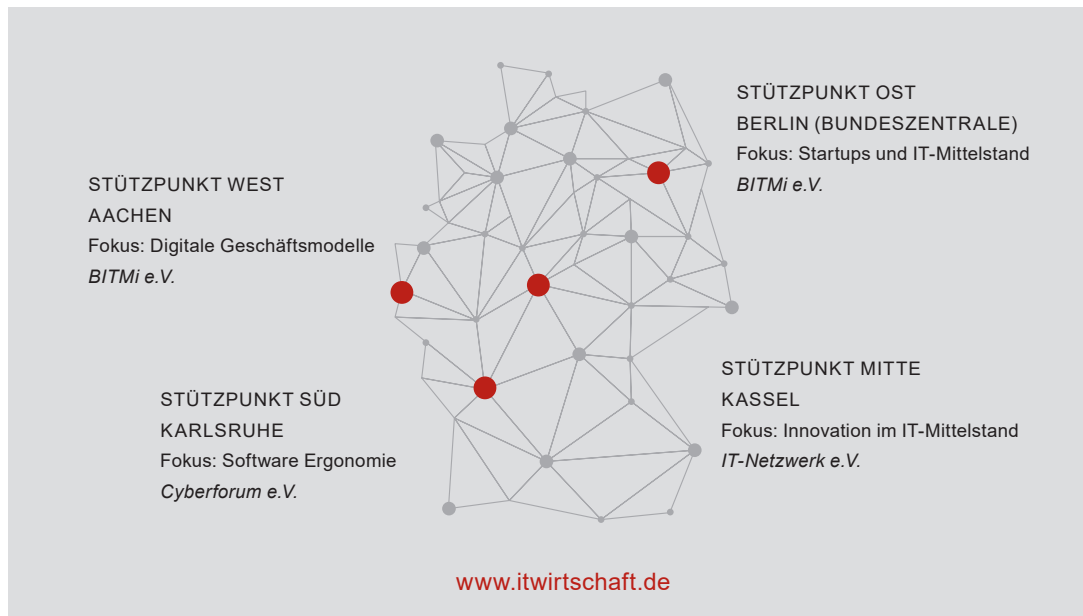 STÜTZPUNKT WEST
AACHEN
Fokus: Digitale Geschäftsmodelle
BITMi e.V.
STÜTZPUNKT OST
BERLIN (BUNDESZENTRALE)
Fokus: Startups und IT-Mittelstand
BITMi e.V.
STÜTZPUNKT SÜD
KARLSRUHE
Fokus: Software Ergonomie
Cyberforum e.V.
STÜTZPUNKT MITTE
KASSEL
Fokus: Innovation im IT-Mittelstand
IT-Netzwerk e.V.
www.itwirtschaft.de